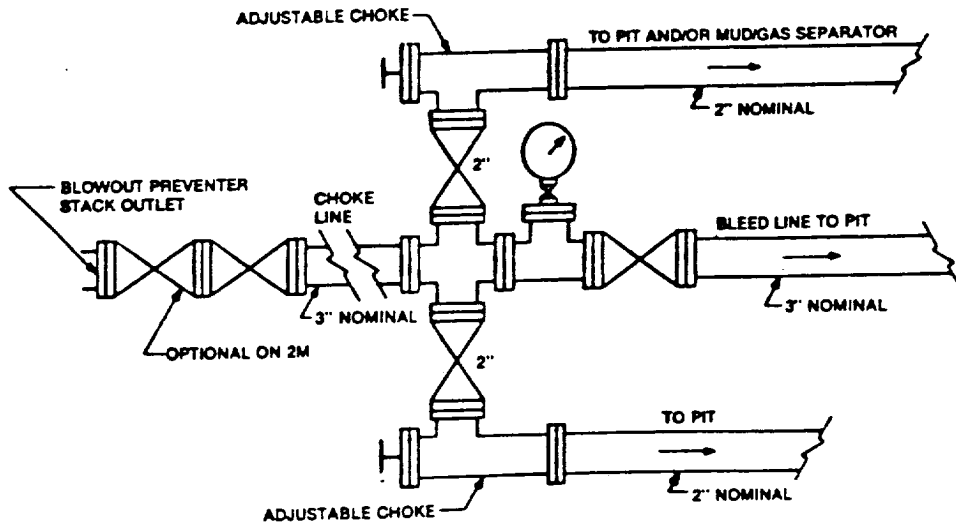 ADJUSTABLE CHOKE
TO PIT AND/OR MUD/GAS SEPARATOR
2" NOMINAL
2"
BLOWOUT PREVENTER
STACK OUTLET
CHOKE
LINE
BLEED LINE TO PIT
3" NOMINAL
3" NOMINAL
OPTIONAL ON 2M
2"
TO PIT
2" NOMINAL
ADJUSTABLE CHOKE